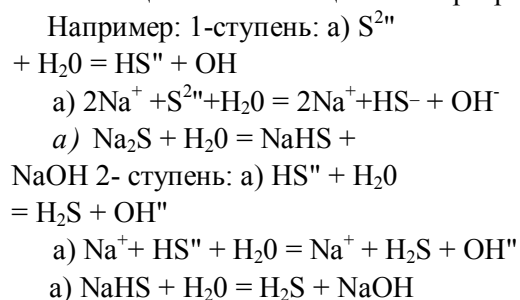 Например: 1-ступень: а) S²"
+ H₂0 = HS" + OH
а) 2Na⁺ +S²"+H₂0 = 2Na⁺+HS⁻ + OH⁻
а) Na₂S + H₂0 = NaHS +
NaOH 2- ступень: а) HS" + H₂0
= H₂S + OH"
а) Na⁺+ HS" + H₂0 = Na⁺ + H₂S + OH"
а) NaHS + H₂0 = H₂S + NaOH